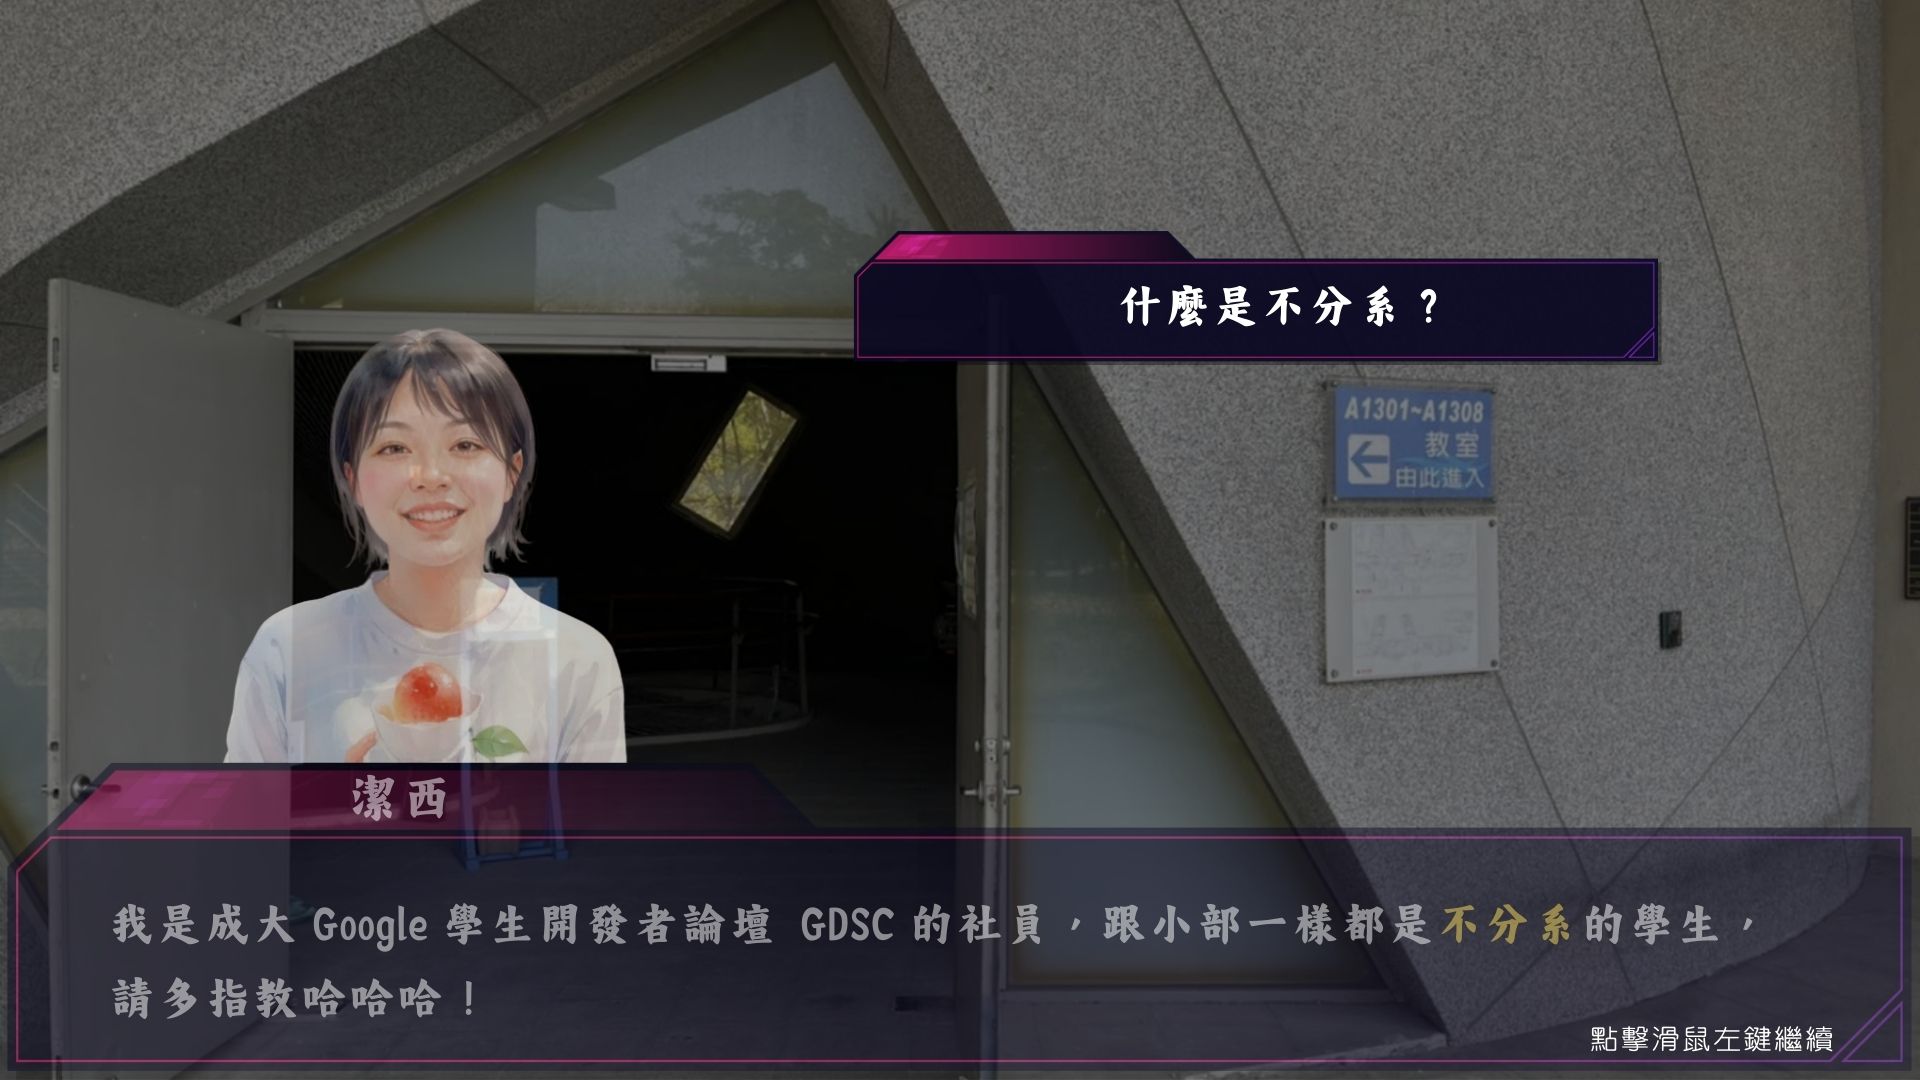 什麼是不分系？
A1301~A1308
教室
由此進入
潔西
我是成大 Google 學生開發者論壇 GDSC 的社員，跟小部一樣都是不分系的學生，
請多指教哈哈哈！
點擊滑鼠左鍵繼續